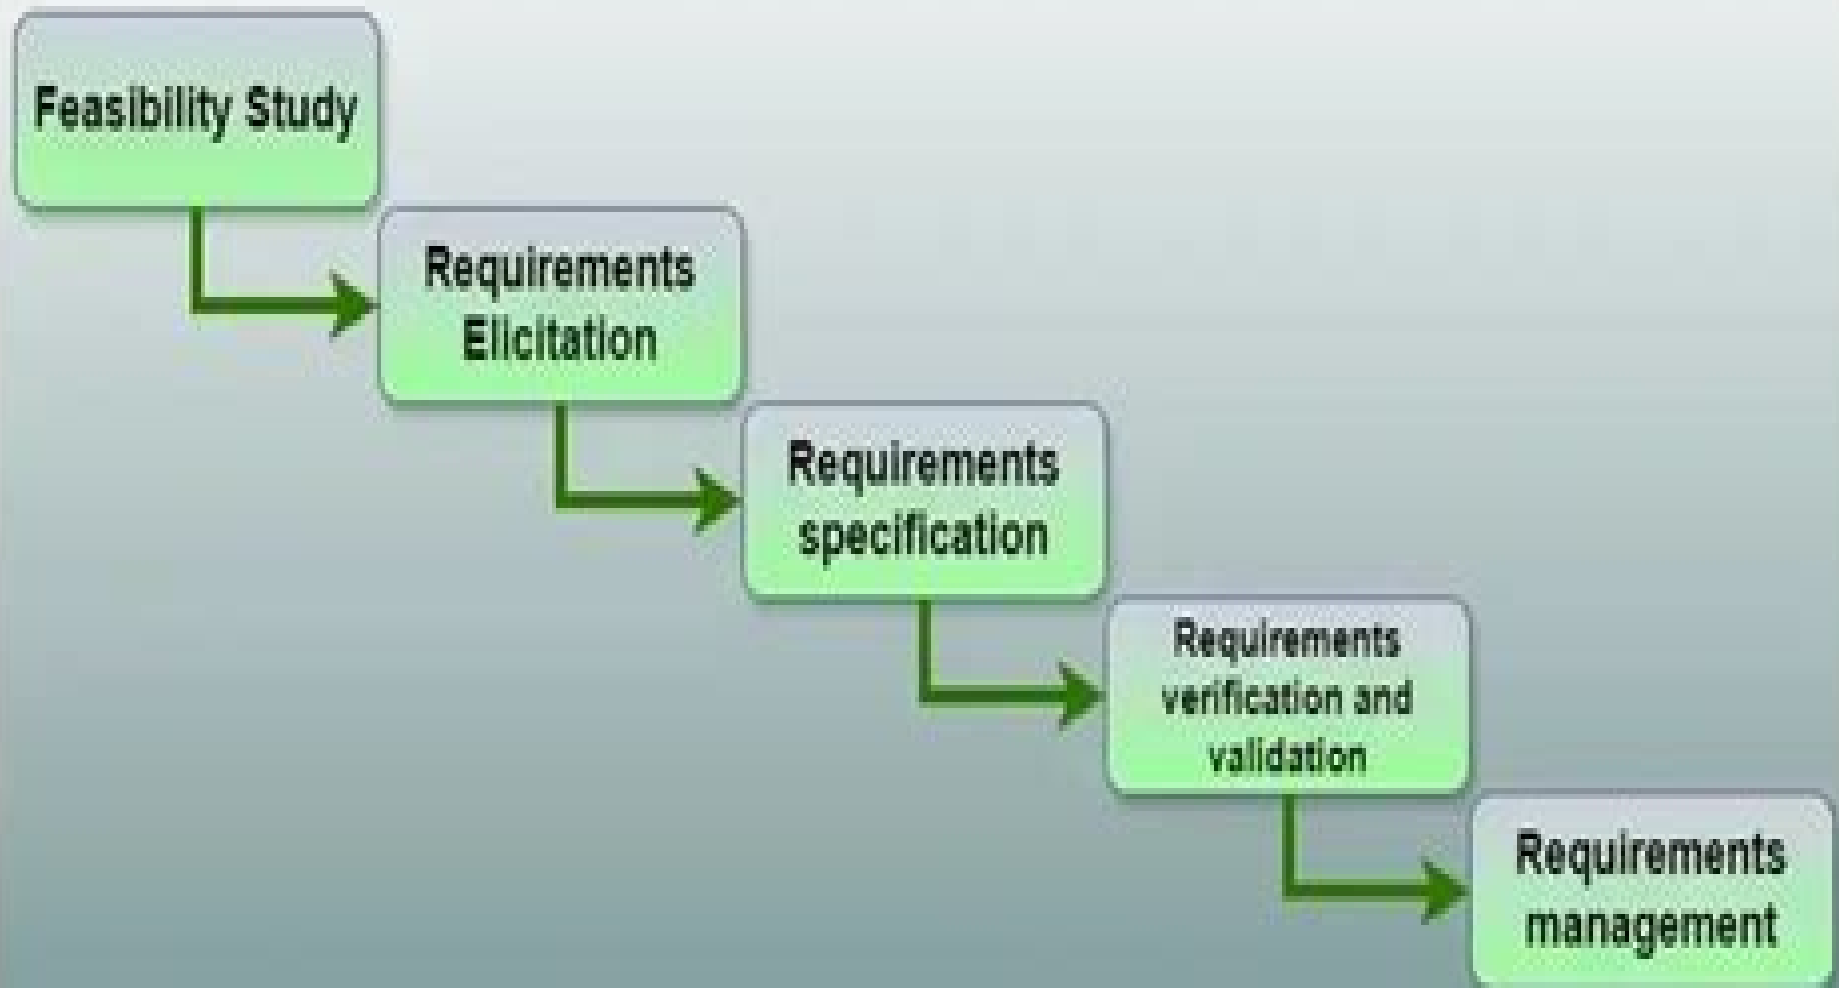 Feasibility Study
Requirements
Elicitation
Requirements
specification
Requirements
verification and
validation
Requirements
management